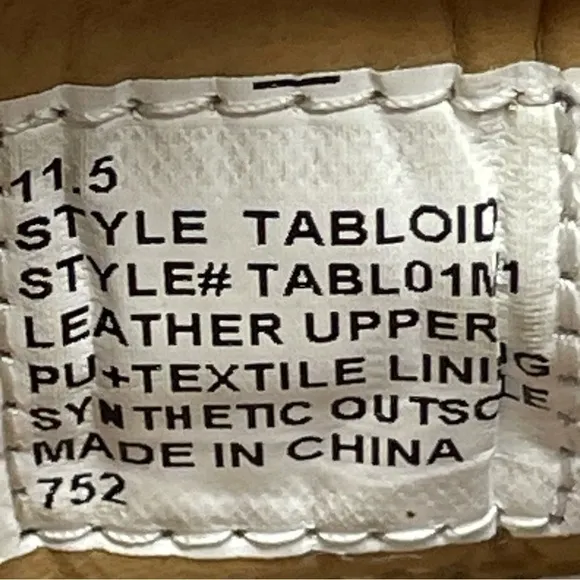 11.5
STYLE TABLOID
STYLE# TABL01M1
LEATHER UPPER
PU+TEXTILE LINING
SYNTHETIC OUTSOLE
MADE IN CHINA
752